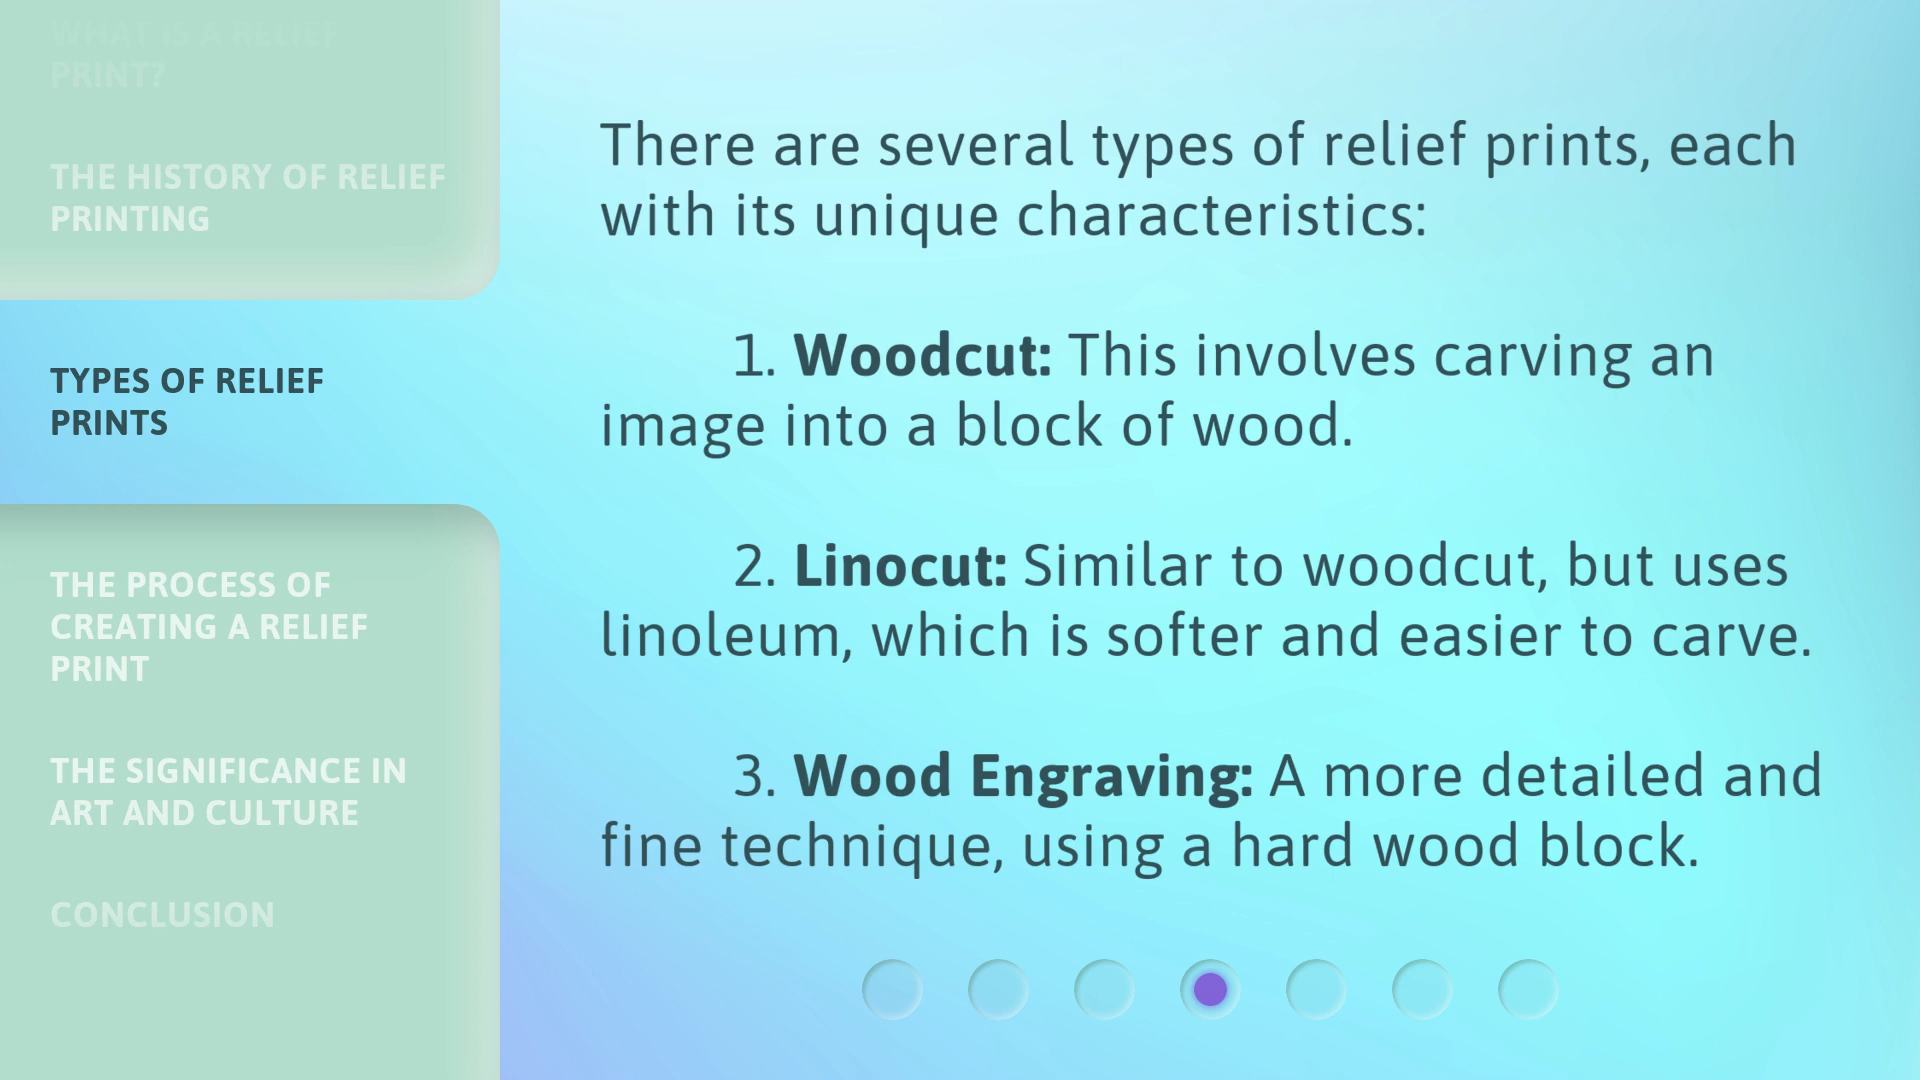 WHAT IS A RELIEF
PRINT?
THE HISTORY OF RELIEF
PRINTING
TYPES OF RELIEF
PRINTS
THE PROCESS OF
CREATING A RELIEF
PRINT
THE SIGNIFICANCE IN
ART AND CULTURE
CONCLUSION
There are several types of relief prints, each
with its unique characteristics:
1. Woodcut: This involves carving an
image into a block of wood.
2. Linocut: Similar to woodcut, but uses
linoleum, which is softer and easier to carve.
3. Wood Engraving: A more detailed and
fine technique, using a hard wood block.